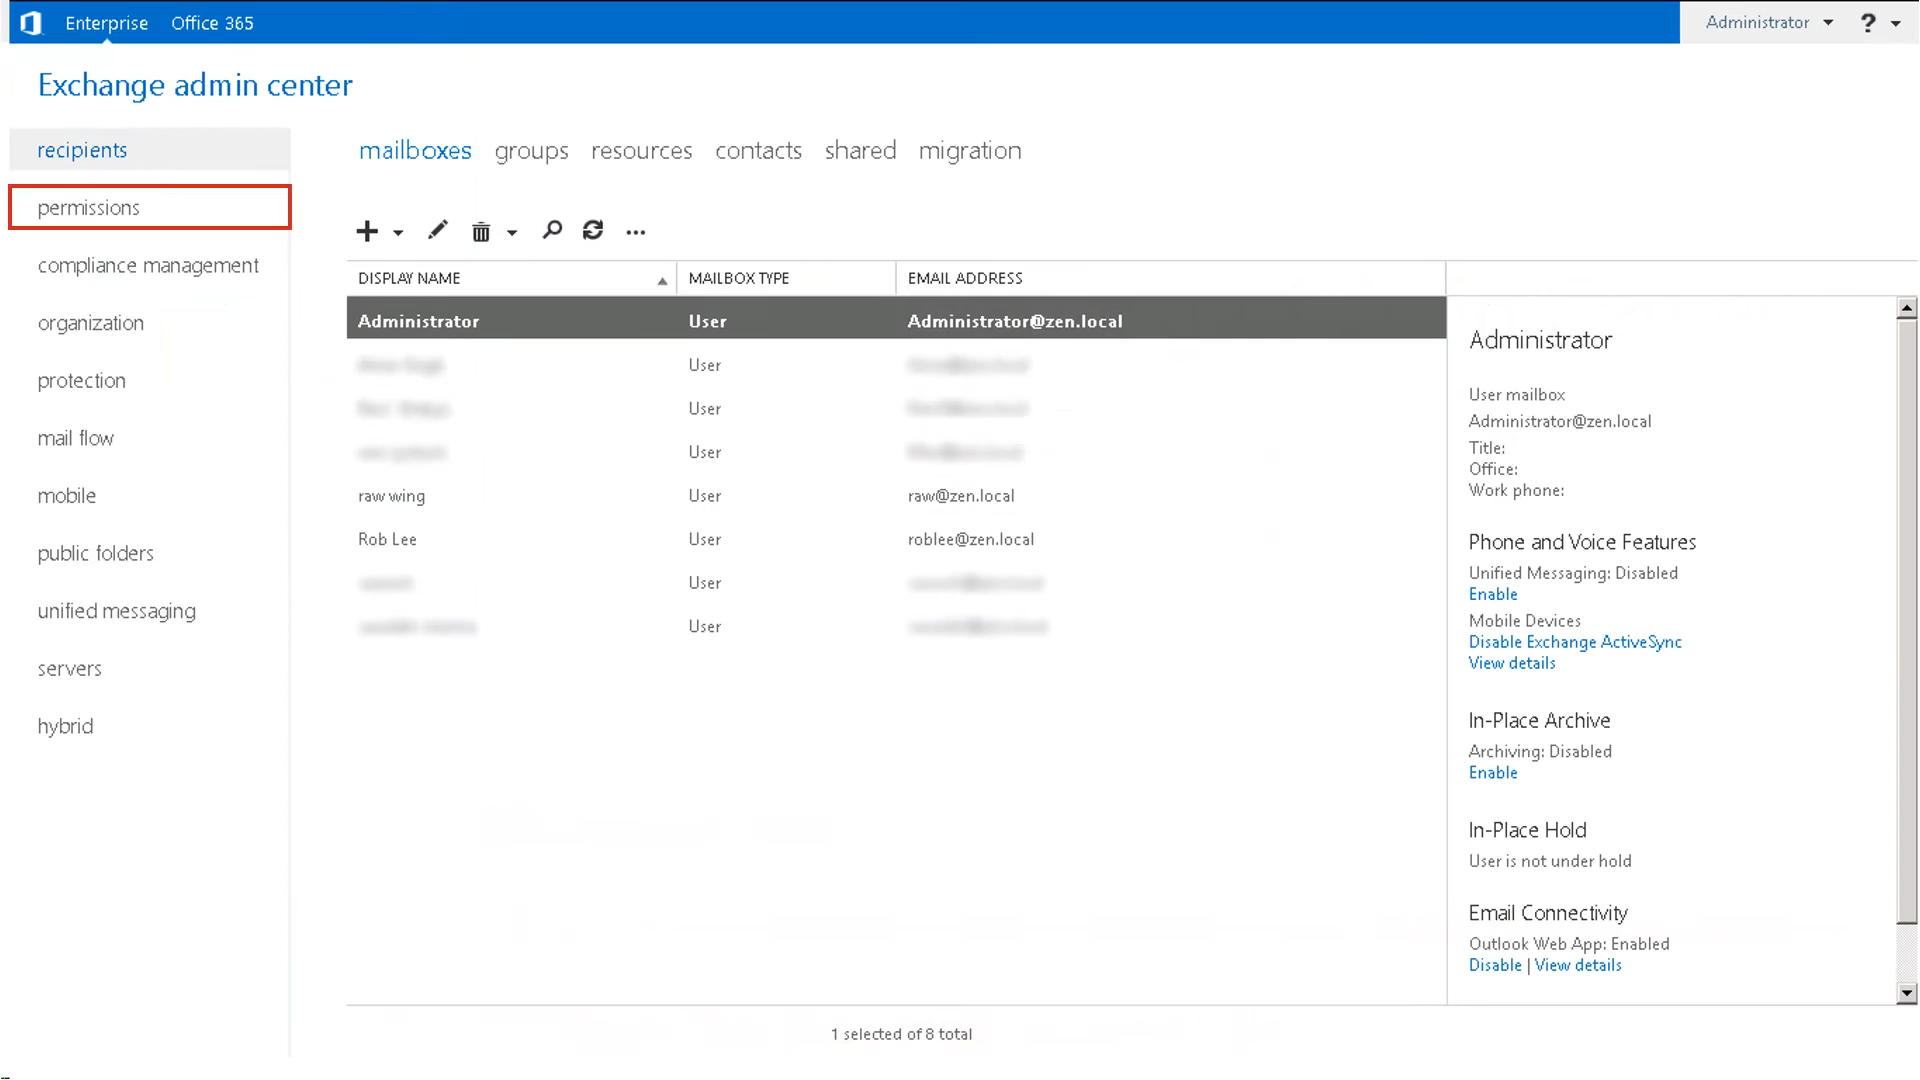 Enterprise Office 365
Administrator ?
Exchange admin center
recipients
permissions
compliance management
organization
protection
mail flow
mobile
public folders
unified messaging
servers
hybrid
mailboxes groups resources contacts shared migration
DISPLAY NAME MAILBOX TYPE EMAIL ADDRESS
Administrator User Administrator@zen.local
User
User
User
raw wing User raw@zen.local
Rob Lee User roblee@zen.local
User
User
1 selected of 8 total
Administrator
User mailbox
Administrator@zen.local
Title:
Office:
Work phone:
Phone and Voice Features
Unified Messaging: Disabled
Enable
Mobile Devices
Disable Exchange ActiveSync
View details
In-Place Archive
Archiving: Disabled
Enable
In-Place Hold
User is not under hold
Email Connectivity
Outlook Web App: Enabled
Disable | View details